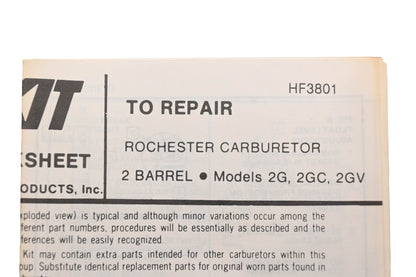 HF3801
TO REPAIR
KSHEET
ROCHESTER CARBURETOR
2 BARREL ● Models 2G, 2GC, 2GV
PRODUCTS, Inc.
exploded view) is typical and although minor variations occur among the
fferent part numbers, procedures will be essentially as described and the
ferences will be easily recognized.
Kit may contain extra parts intended for other carburetors within this
oup. Substitute identical replacement parts for original worn parts found in